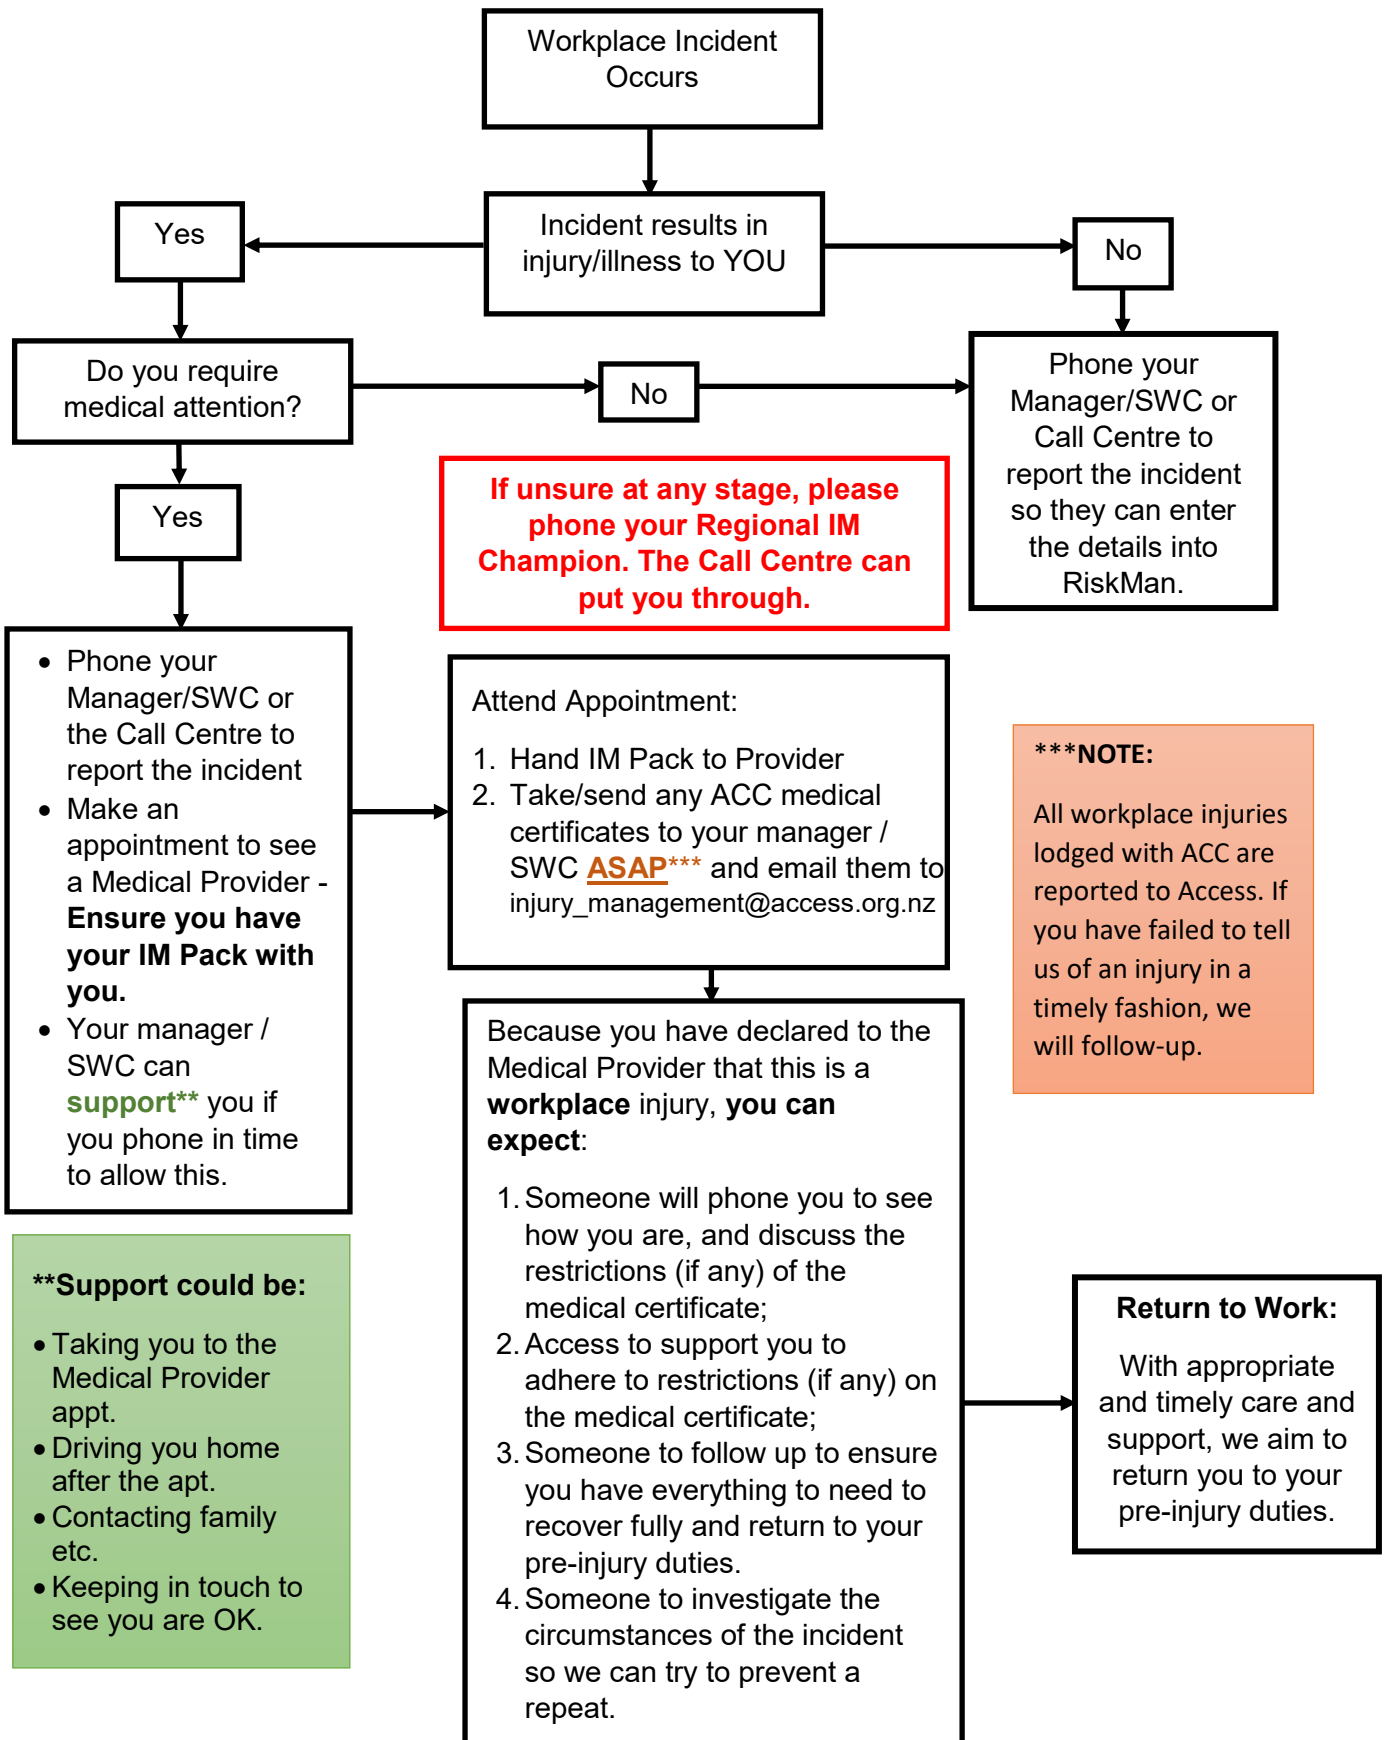 Workplace Incident
Occurs
Yes
Incident results in
injury/illness to YOU
No
Do you require
medical attention?
No
Phone your
Manager/SWC or
Call Centre to
report the incident
so they can enter
the details into
RiskMan.
Yes
If unsure at any stage, please
phone your Regional IM
Champion. The Call Centre can
put you through.
• Phone your
Manager/SWC or
the Call Centre to
report the incident
• Make an
appointment to see
a Medical Provider -
Ensure you have
your IM Pack with
you.
• Your manager /
SWC can
support** you if
you phone in time
to allow this.
Attend Appointment:
1. Hand IM Pack to Provider
2. Take/send any ACC medical
certificates to your manager /
SWC ASAP*** and email them to
injury_management@access.org.nz
***NOTE:
All workplace injuries
lodged with ACC are
reported to Access. If
you have failed to tell
us of an injury in a
timely fashion, we
will follow-up.
Because you have declared to the
Medical Provider that this is a
workplace injury, you can
expect:
1. Someone will phone you to see
how you are, and discuss the
restrictions (if any) of the
medical certificate;
2. Access to support you to
adhere to restrictions (if any) on
the medical certificate;
3. Someone to follow up to ensure
you have everything to need to
recover fully and return to your
pre-injury duties.
4. Someone to investigate the
circumstances of the incident
so we can try to prevent a
repeat.
**Support could be:
• Taking you to the
Medical Provider
appt.
• Driving you home
after the apt.
• Contacting family
etc.
• Keeping in touch to
see you are OK.
Return to Work:
With appropriate
and timely care and
support, we aim to
return you to your
pre-injury duties.